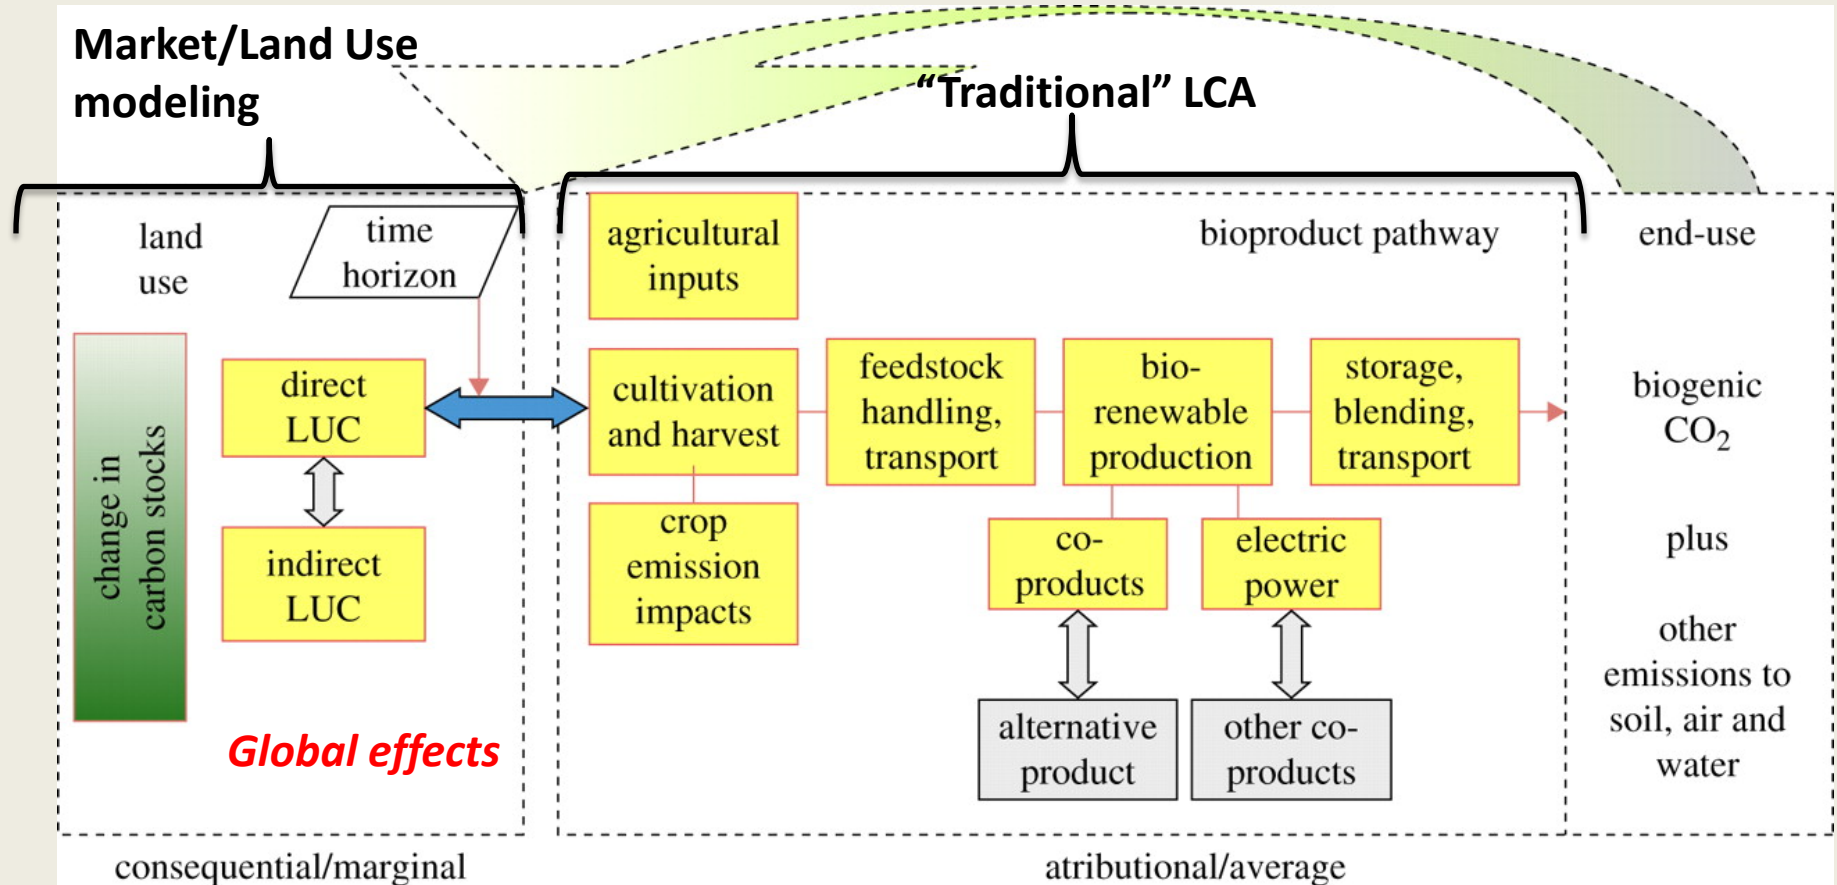 Market/Land Use
modeling
“Traditional” LCA
land
use
time
horizon
change in
carbon stocks
direct
LUC
indirect
LUC
Global effects
consequential/marginal
agricultural
inputs
bioproduct pathway
cultivation
and harvest
crop
emission
impacts
feedstock
handling,
transport
bio-
renewable
production
storage,
blending,
transport
co-
products
electric
power
alternative
product
other co-
products
atributional/average
end-use
biogenic
CO₂
plus
other
emissions to
soil, air and
water